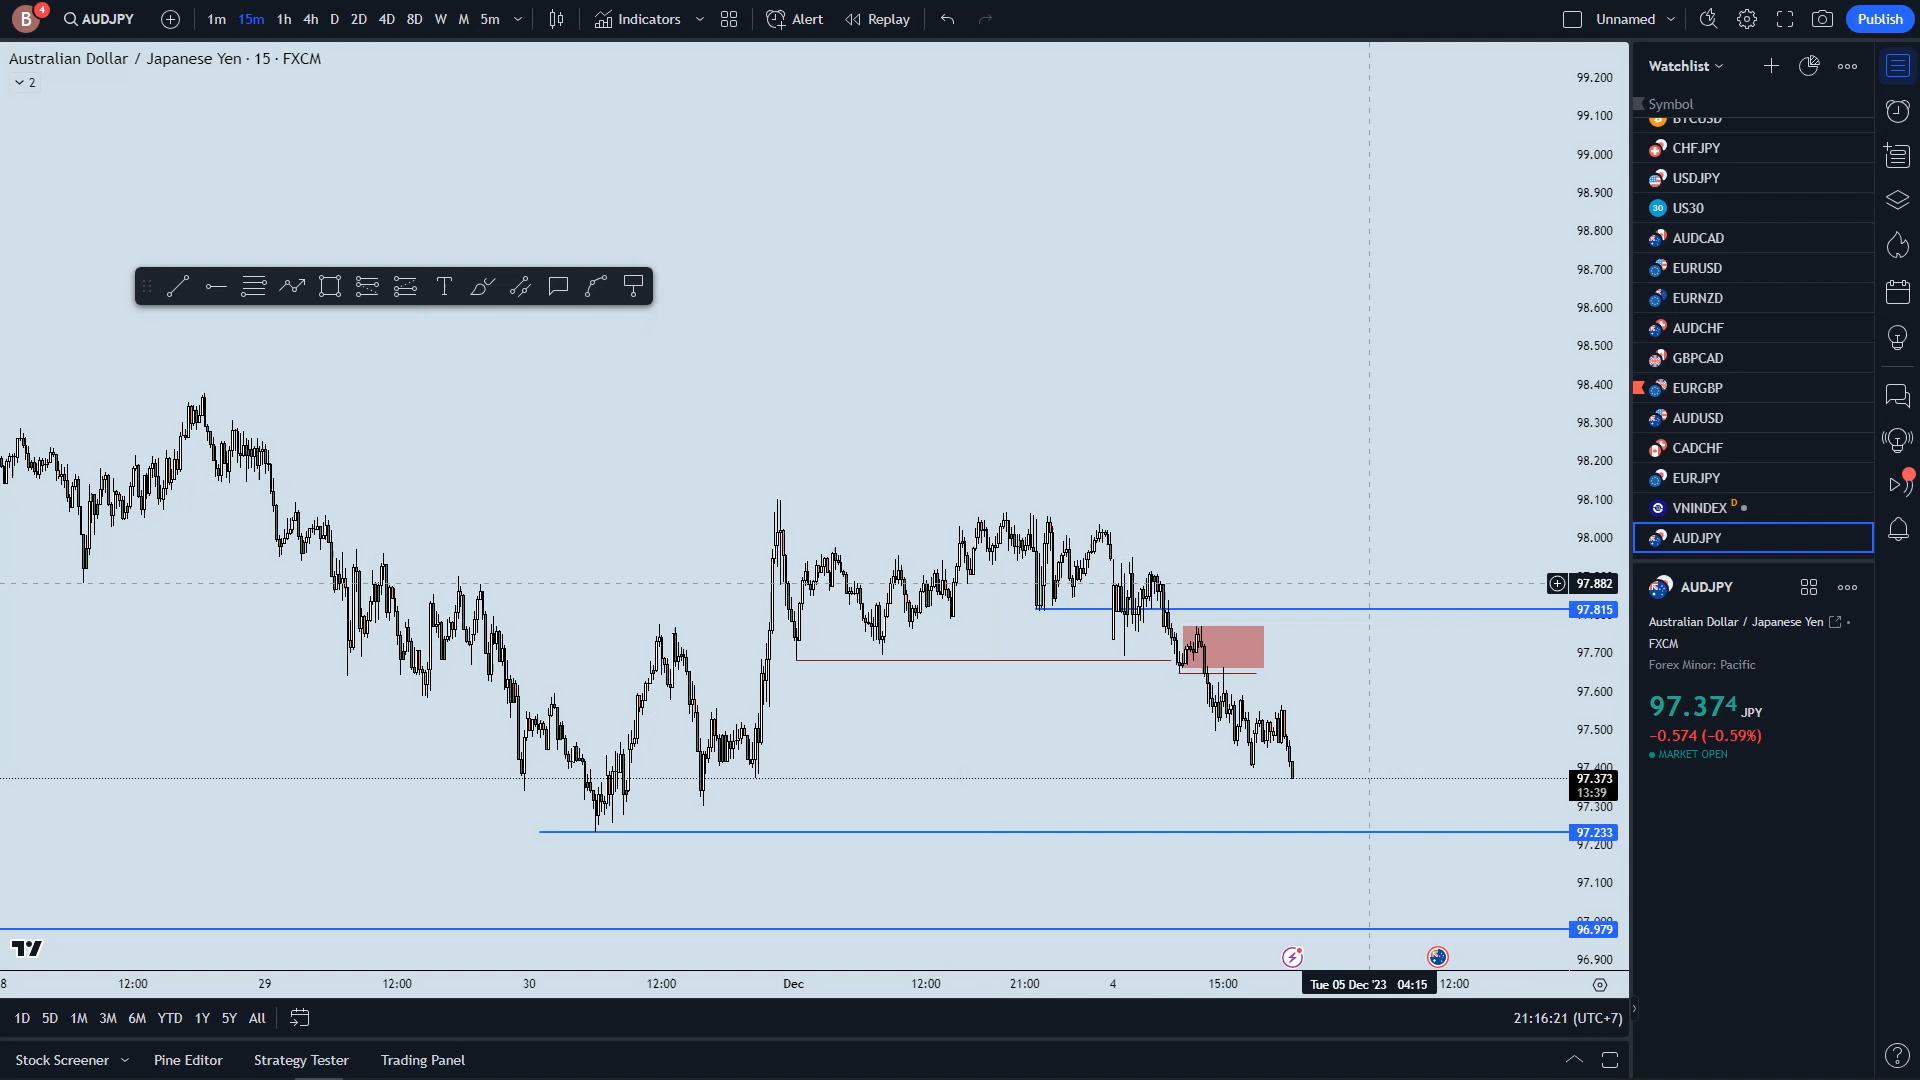 B 4 AUDJPY 1m 15m 1h 4h D 2D 4D 8D W M 5m Indicators Alert Replay Unnamed Publish
Australian Dollar / Japanese Yen · 15 · FXCM
2
99.200
99.100
99.000
98.900
98.800
98.700
98.600
98.500
98.400
98.300
98.200
98.100
98.000
97.882
97.815
97.700
97.600
97.500
97.400
97.373
13:39
97.300
97.233
97.200
97.100
96.979
96.900
8 12:00 29 12:00 30 12:00 Dec 12:00 21:00 4 15:00 Tue 05 Dec '23 04:15 12:00
1D 5D 1M 3M 6M YTD 1Y 5Y All 21:16:21 (UTC+7)
Stock Screener Pine Editor Strategy Tester Trading Panel
Watchlist
Symbol
BTCUSD
CHFJPY
USDJPY
30 US30
AUDCAD
EURUSD
EURNZD
AUDCHF
GBPCAD
EURGBP
AUDUSD
CADCHF
EURJPY
VNINDEX D
AUDJPY
AUDJPY
Australian Dollar / Japanese Yen
FXCM
Forex Minor: Pacific
97.374 JPY
−0.574 (−0.59%)
MARKET OPEN